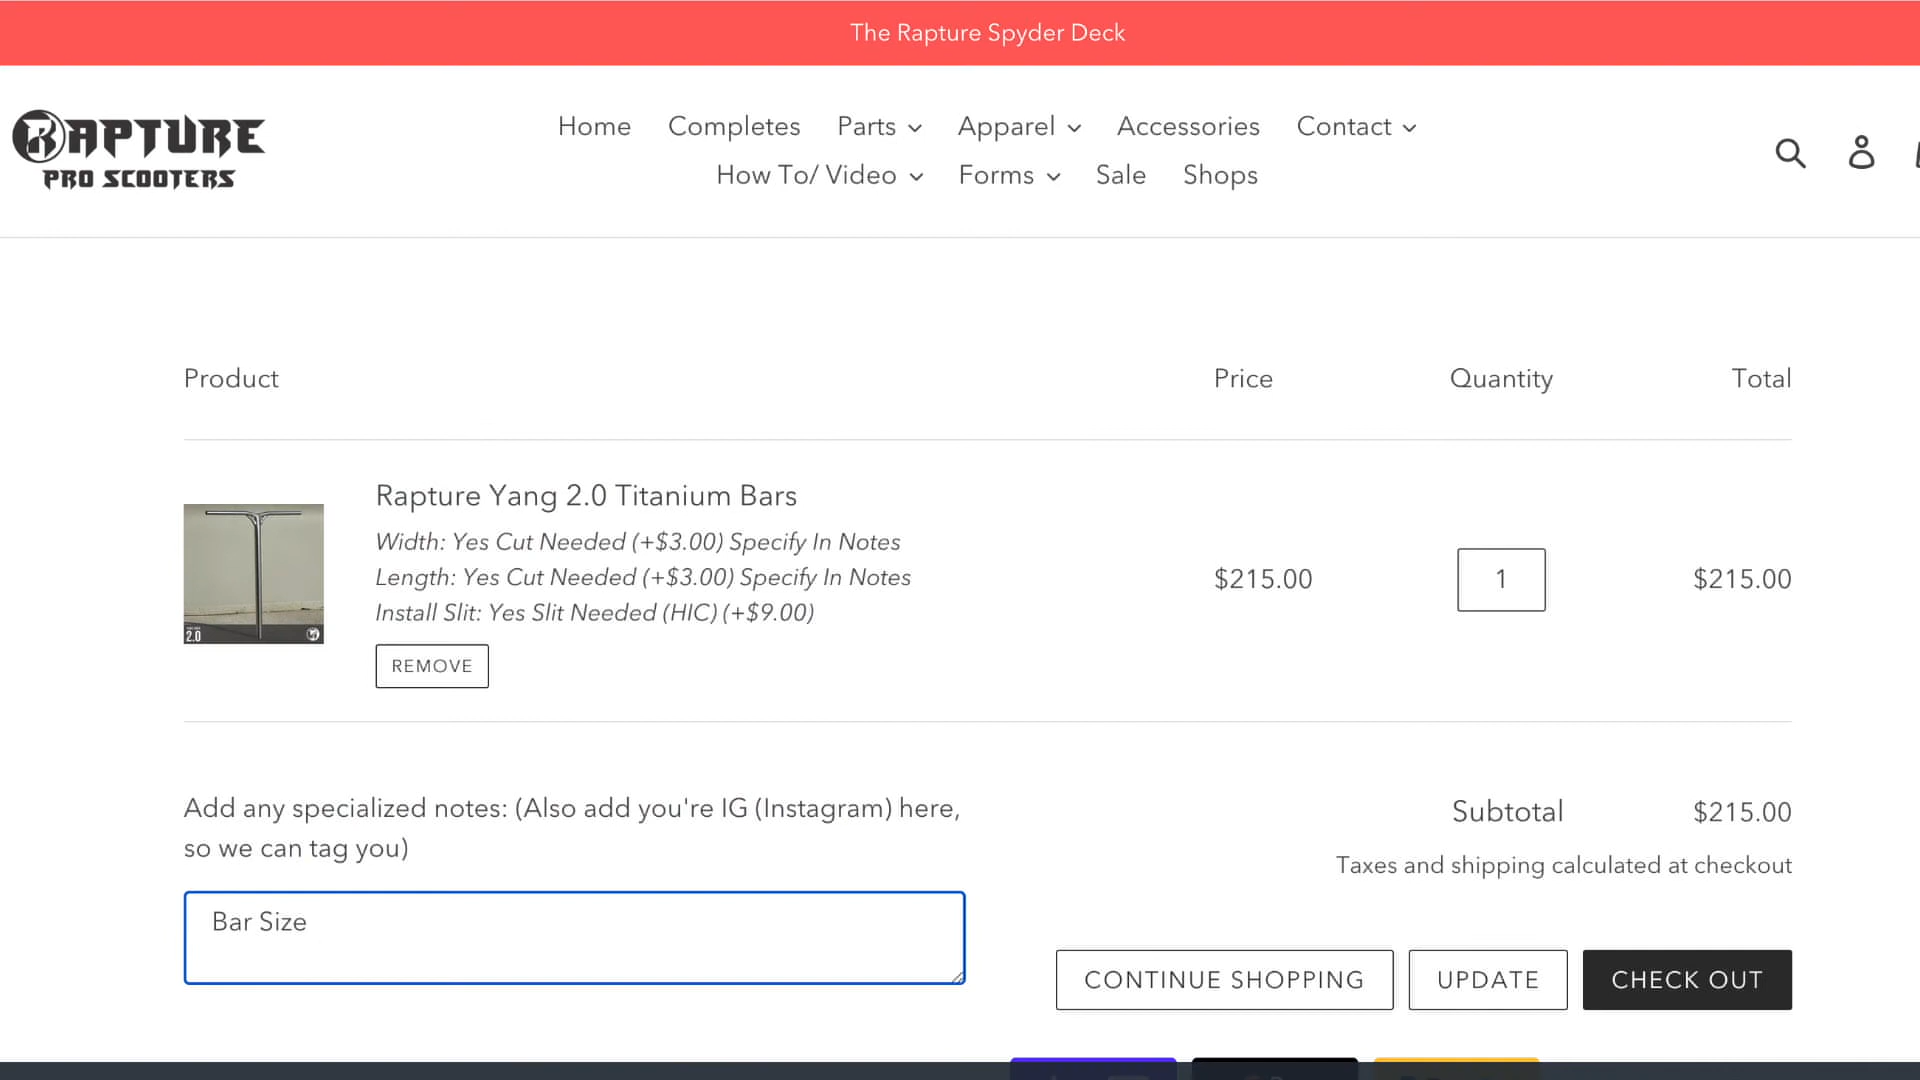 The Rapture Spyder Deck
RAPTURE
PRO SCOOTERS
Home Completes Parts Apparel Accessories Contact
How To/ Video Forms Sale Shops
Product Price Quantity Total
Rapture Yang 2.0 Titanium Bars
Width: Yes Cut Needed (+$3.00) Specify In Notes
Length: Yes Cut Needed (+$3.00) Specify In Notes
Install Slit: Yes Slit Needed (HIC) (+$9.00)
$215.00 1 $215.00
2.0
REMOVE
Add any specialized notes: (Also add you're IG (Instagram) here,
so we can tag you)
Subtotal $215.00
Taxes and shipping calculated at checkout
Bar Size
CONTINUE SHOPPING UPDATE CHECK OUT